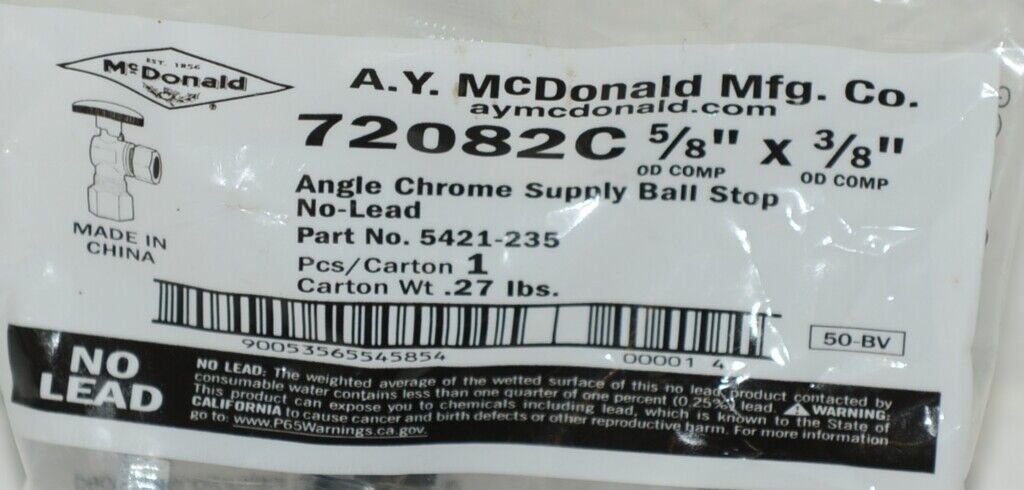 EST. 1856
McDonald
®
A.Y. McDonald Mfg. Co.
aymcdonald.com
72082C 5/8" x 3/8"
OD COMP OD COMP
Angle Chrome Supply Ball Stop
No-Lead
Part No. 5421-235
Pcs/Carton 1
Carton Wt .27 lbs.
MADE IN
CHINA
90053565545854 00001 4
50-BV
NO
LEAD
NO LEAD: The weighted average of the wetted surface of this no lead product contacted by
consumable water contains less than one quarter of one percent (0.25%) lead. ⚠WARNING:
This product can expose you to chemicals including lead, which is known to the State of
CALIFORNIA to cause cancer and birth defects or other reproductive harm. For more information
go to: www.P65Warnings.ca.gov.